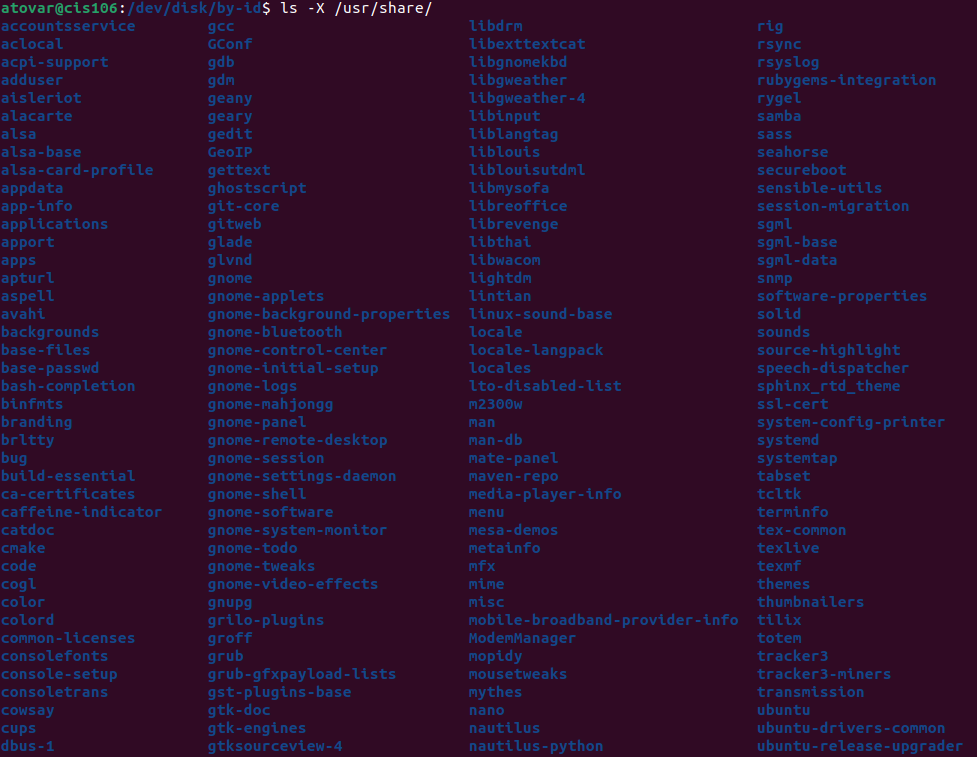 atovar@cis106:/dev/disk/by-id$ ls -X /usr/share/
accountsservice gcc libdrm rig
aclocal GConf libexttextcat rsync
acpi-support gdb libgnomekbd rsyslog
adduser gdm libgweather rubygems-integration
aisleriot geany libgweather-4 rygel
alacarte geary libinput samba
alsa gedit liblangtag sass
alsa-base GeoIP liblouis seahorse
alsa-card-profile gettext liblouisutdml secureboot
appdata ghostscript libmysofa sensible-utils
app-info git-core libreoffice session-migration
applications gitweb librevenge sgml
apport glade libthai sgml-base
apps glvnd libwacom sgml-data
apturl gnome lightdm snmp
aspell gnome-applets lintian software-properties
avahi gnome-background-properties linux-sound-base solid
backgrounds gnome-bluetooth locale sounds
base-files gnome-control-center locale-langpack source-highlight
base-passwd gnome-initial-setup locales speech-dispatcher
bash-completion gnome-logs lto-disabled-list sphinx_rtd_theme
binfmts gnome-mahjongg m2300w ssl-cert
branding gnome-panel man system-config-printer
brltty gnome-remote-desktop man-db systemd
bug gnome-session mate-panel systemtap
build-essential gnome-settings-daemon maven-repo tabset
ca-certificates gnome-shell media-player-info tcltk
caffeine-indicator gnome-software menu terminfo
catdoc gnome-system-monitor mesa-demos tex-common
cmake gnome-todo metainfo texlive
code gnome-tweaks mfx texmf
cogl gnome-video-effects mime themes
color gnupg misc thumbnailers
colord grilo-plugins mobile-broadband-provider-info tilix
common-licenses groff ModemManager totem
consolefonts grub mopidy tracker3
console-setup grub-gfxpayload-lists mousetweaks tracker3-miners
consoletrans gst-plugins-base mythes transmission
cowsay gtk-doc nano ubuntu
cups gtk-engines nautilus ubuntu-drivers-common
dbus-1 gtksourceview-4 nautilus-python ubuntu-release-upgrader